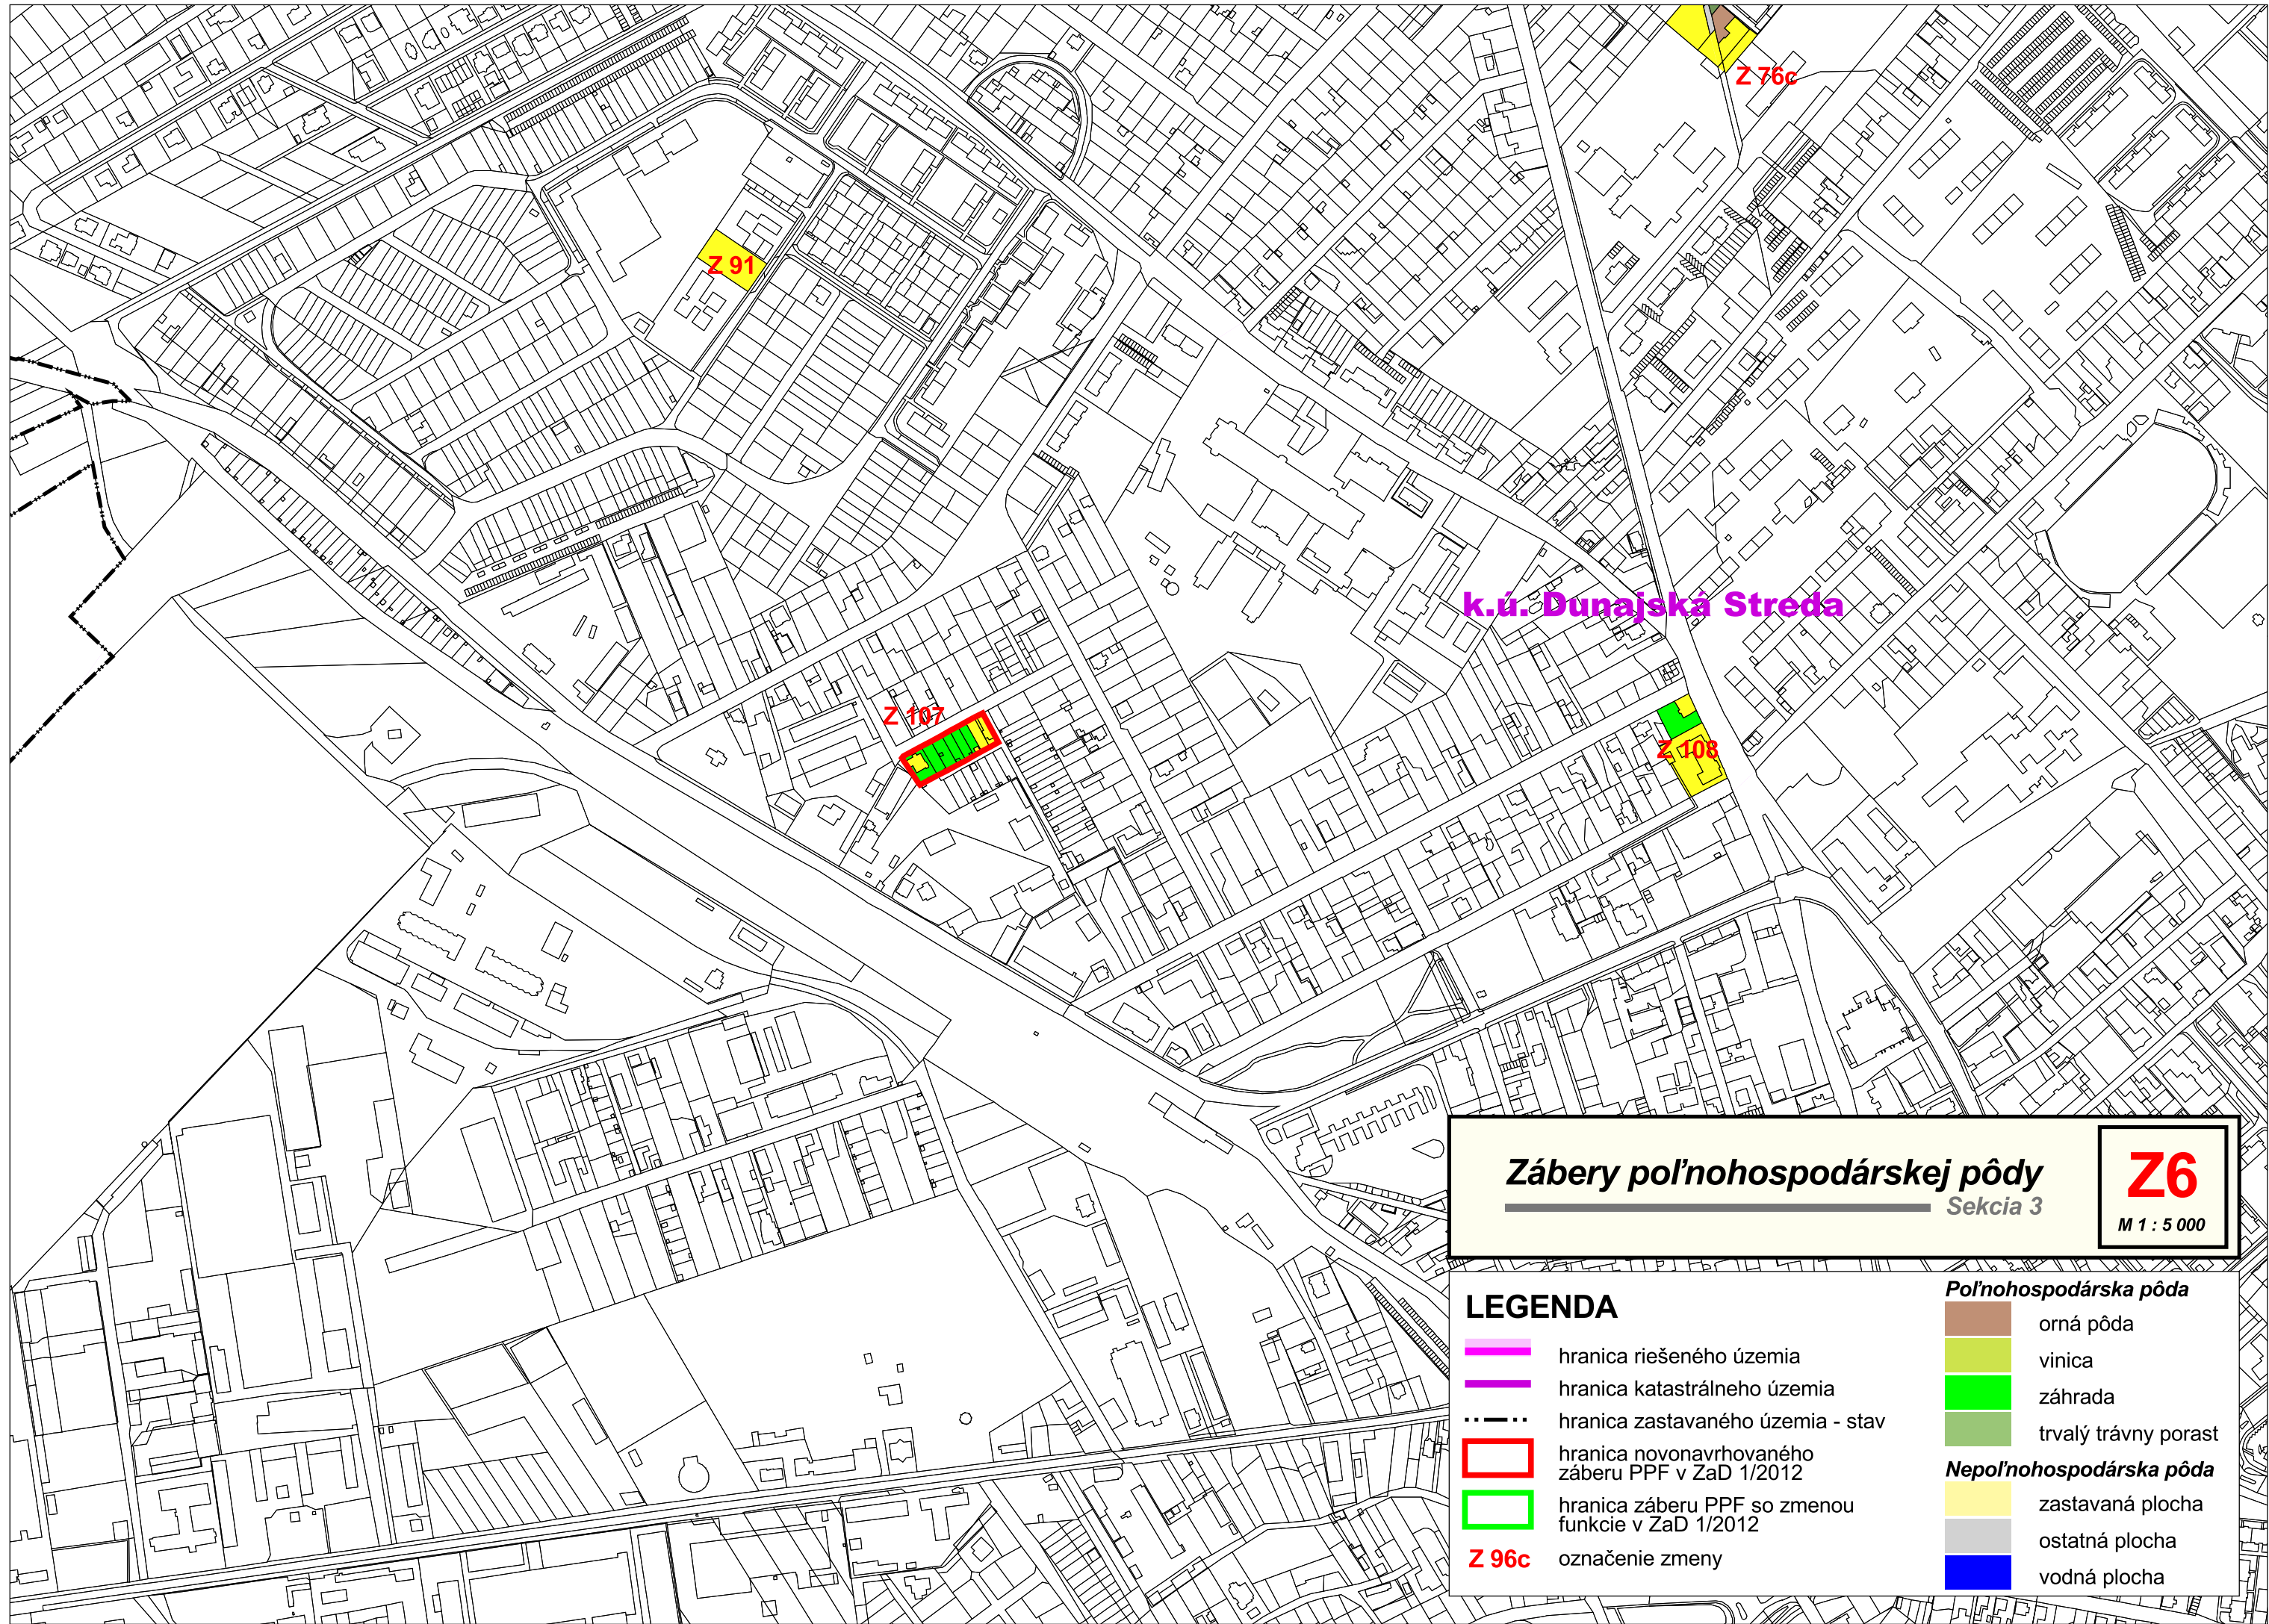 Z 76c
Z 91
k.ú. Dunajská Streda
Z 107
Z 108
Zábery poľnohospodárskej pôdy
Sekcia 3
Z6
M 1 : 5 000
LEGENDA
hranica riešeného územia
hranica katastrálneho územia
hranica zastavaného územia - stav
hranica novonavrhovaného
záberu PPF v ZaD 1/2012
hranica záberu PPF so zmenou
funkcie v ZaD 1/2012
Z 96c označenie zmeny
Poľnohospodárska pôda
orná pôda
vinica
záhrada
trvalý trávny porast
Nepoľnohospodárska pôda
zastavaná plocha
ostatná plocha
vodná plocha